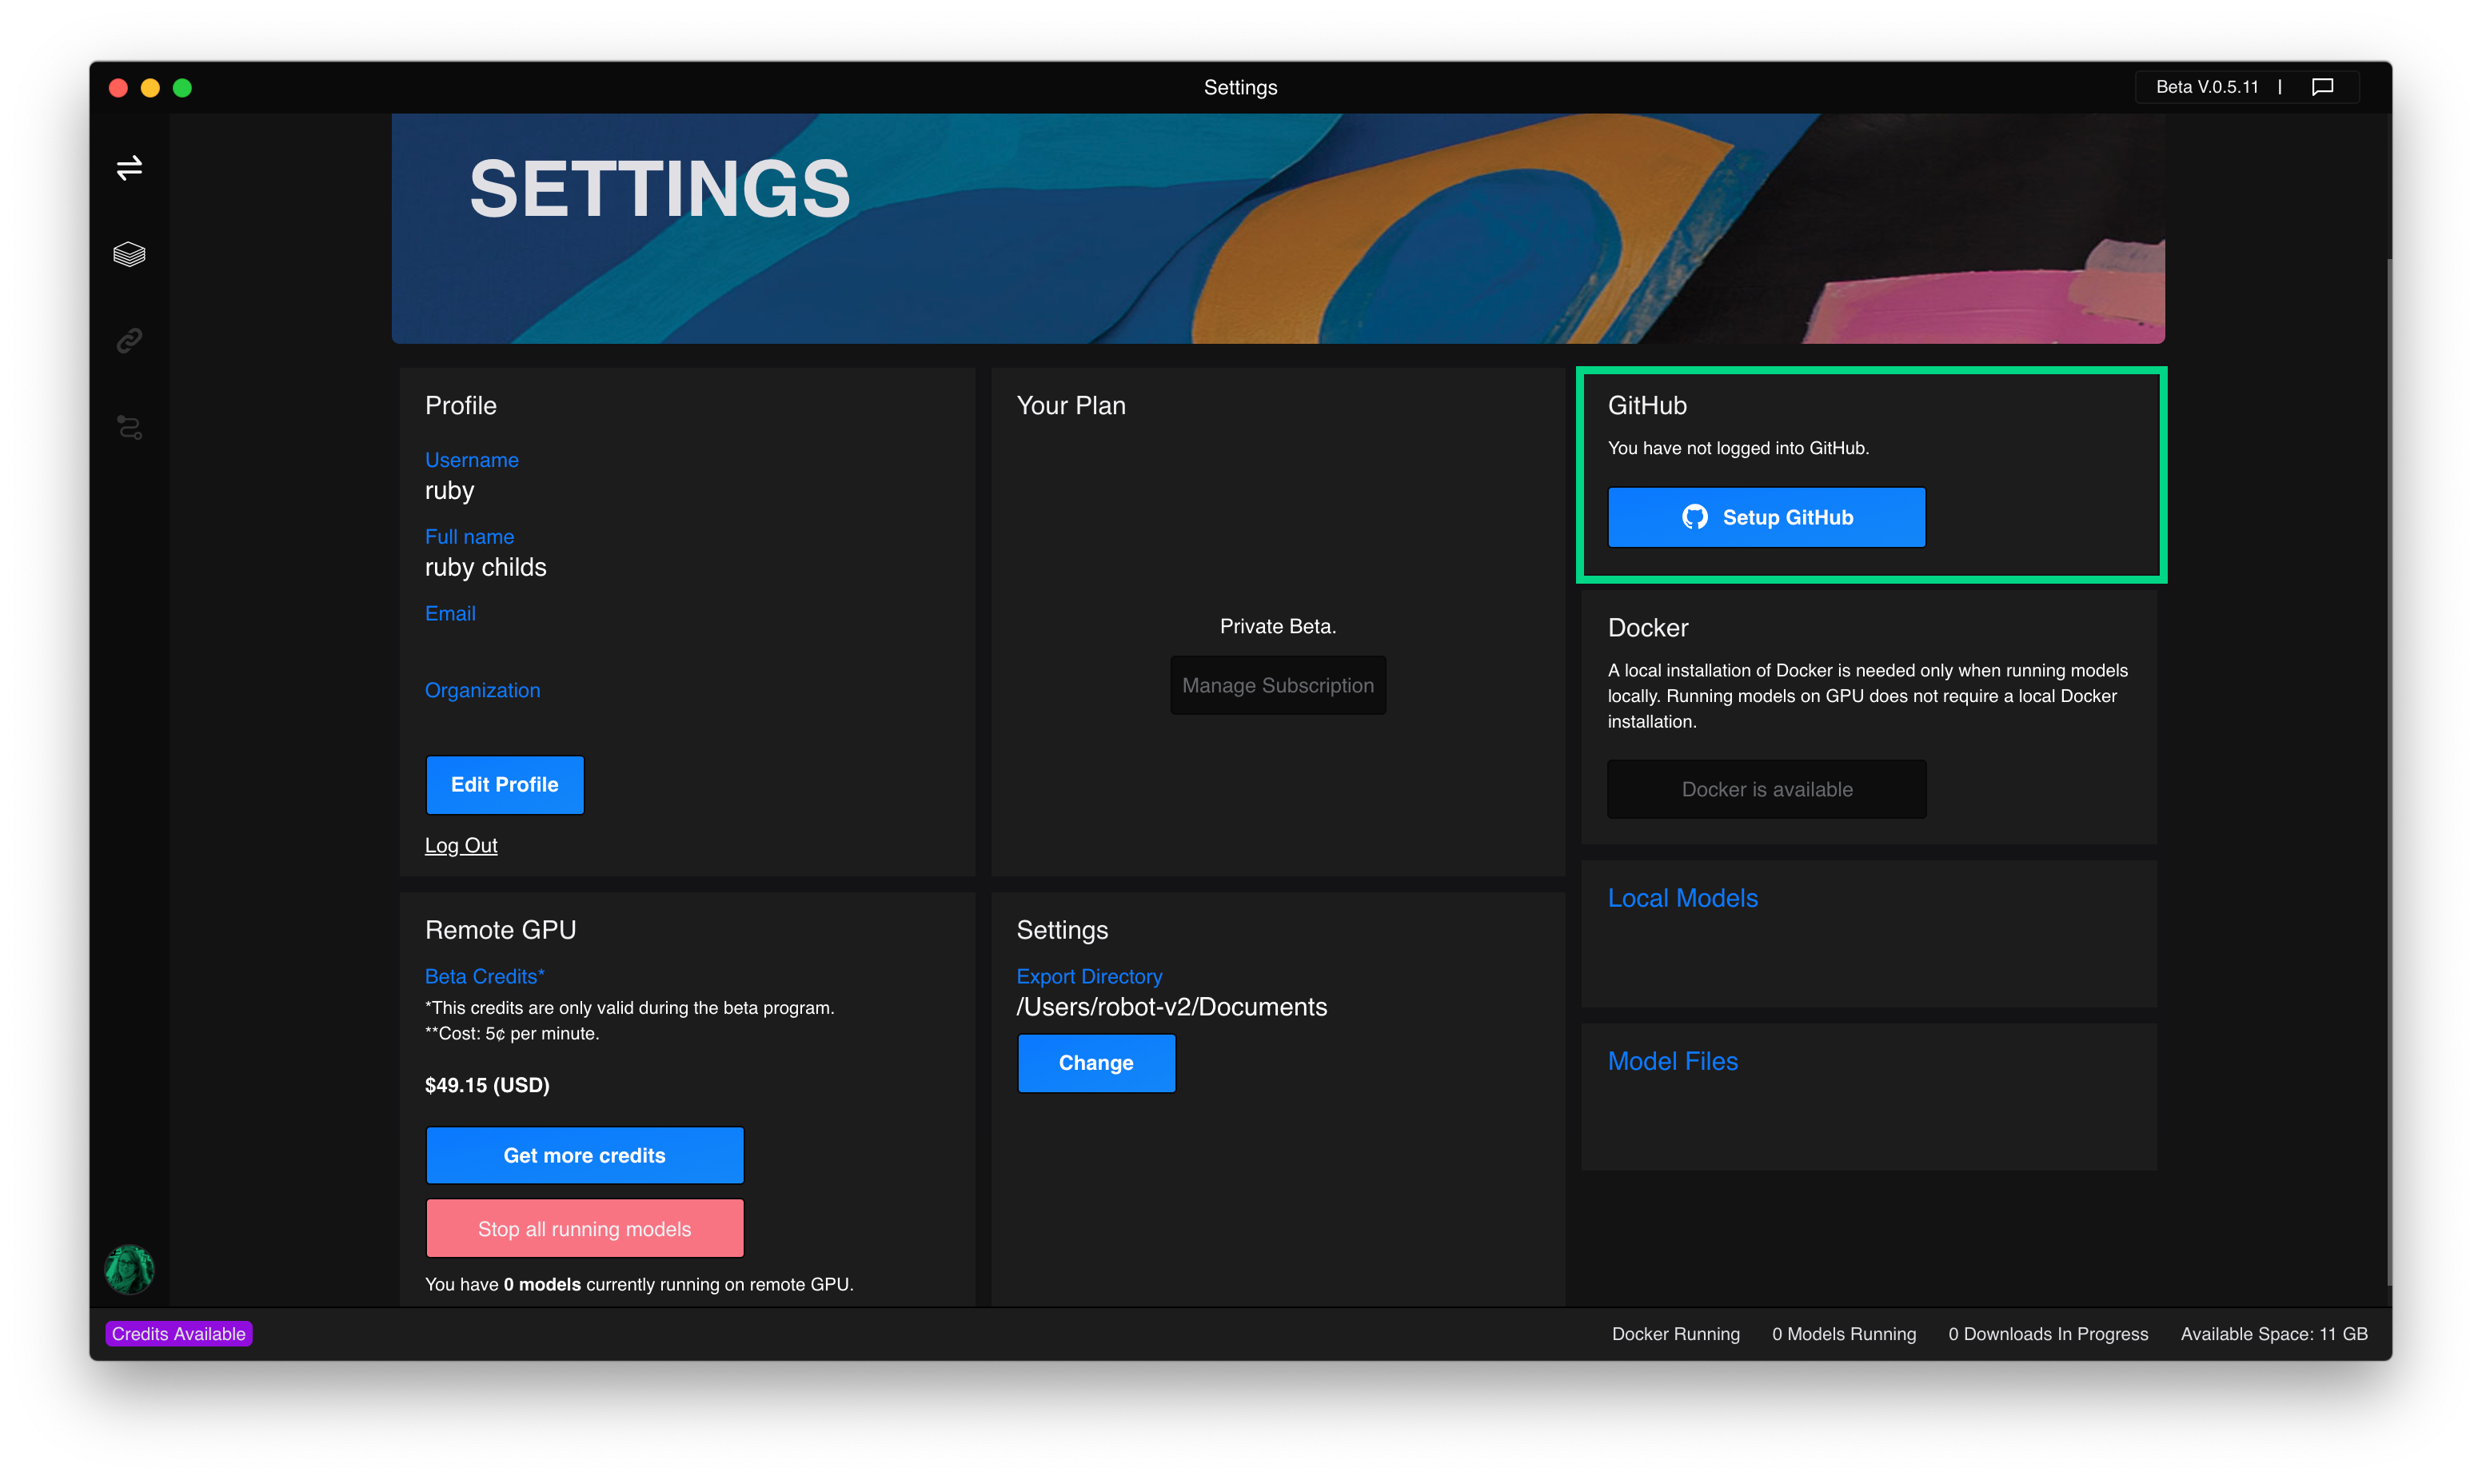 Settings
Beta V.0.5.11 |
SETTINGS
Profile
Username
ruby
Full name
ruby childs
Email
Organization
Edit Profile
Log Out
Your Plan
Private Beta.
Manage Subscription
GitHub
You have not logged into GitHub.
Setup GitHub
Docker
A local installation of Docker is needed only when running models
locally. Running models on GPU does not require a local Docker
installation.
Docker is available
Local Models
Model Files
Remote GPU
Beta Credits*
*This credits are only valid during the beta program.
**Cost: 5¢ per minute.
$49.15 (USD)
Get more credits
Stop all running models
You have 0 models currently running on remote GPU.
Settings
Export Directory
/Users/robot-v2/Documents
Change
Credits Available
Docker Running
0 Models Running
0 Downloads In Progress
Available Space: 11 GB